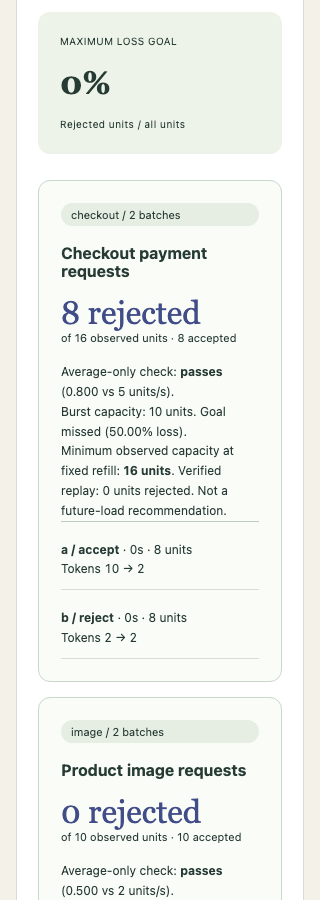 MAXIMUM LOSS GOAL
0%
Rejected units / all units
checkout / 2 batches
Checkout payment
requests
8 rejected
of 16 observed units · 8 accepted
Average-only check: passes
(0.800 vs 5 units/s).
Burst capacity: 10 units. Goal
missed (50.00% loss).
Minimum observed capacity at
fixed refill: 16 units. Verified
replay: 0 units rejected. Not a
future-load recommendation.
a / accept · 0s · 8 units
Tokens 10 → 2
b / reject · 0s · 8 units
Tokens 2 → 2
image / 2 batches
Product image requests
0 rejected
of 10 observed units · 10 accepted
Average-only check: passes
(0.500 vs 2 units/s).